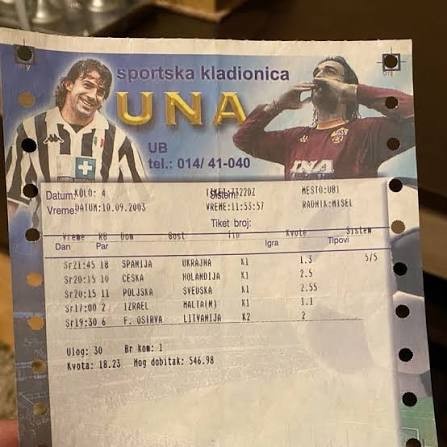 sportska kladionica
UNA
UB
tel.: 014/ 41-040
Datum: KOLO: 4 Sistem: MESTO:UB1
Vreme: DATUM:10.09.2003 VREME:11:53:57 RADNIK:MISEL
Tiket broj:
Vreme RB Dom Gost Tip Kvote Sistem
Dan Par Igra Tipovi
Sr21:45 18 SPANIJA UKRAJNA K1 1.3 5/5
Sr20:15 10 CESKA HOLANDIJA K1 2.5
Sr20:15 11 POLJSKA SVEDSKA K1 2.55
Sr17:00 2 IZRAEL MALTA(M) K1 1.1
Sr19:30 6 F. OSTRVA LITVANIJA K2 2
Ulog: 30 Br kom: 1
Kvota: 18.23 Mog dobitak: 546.98